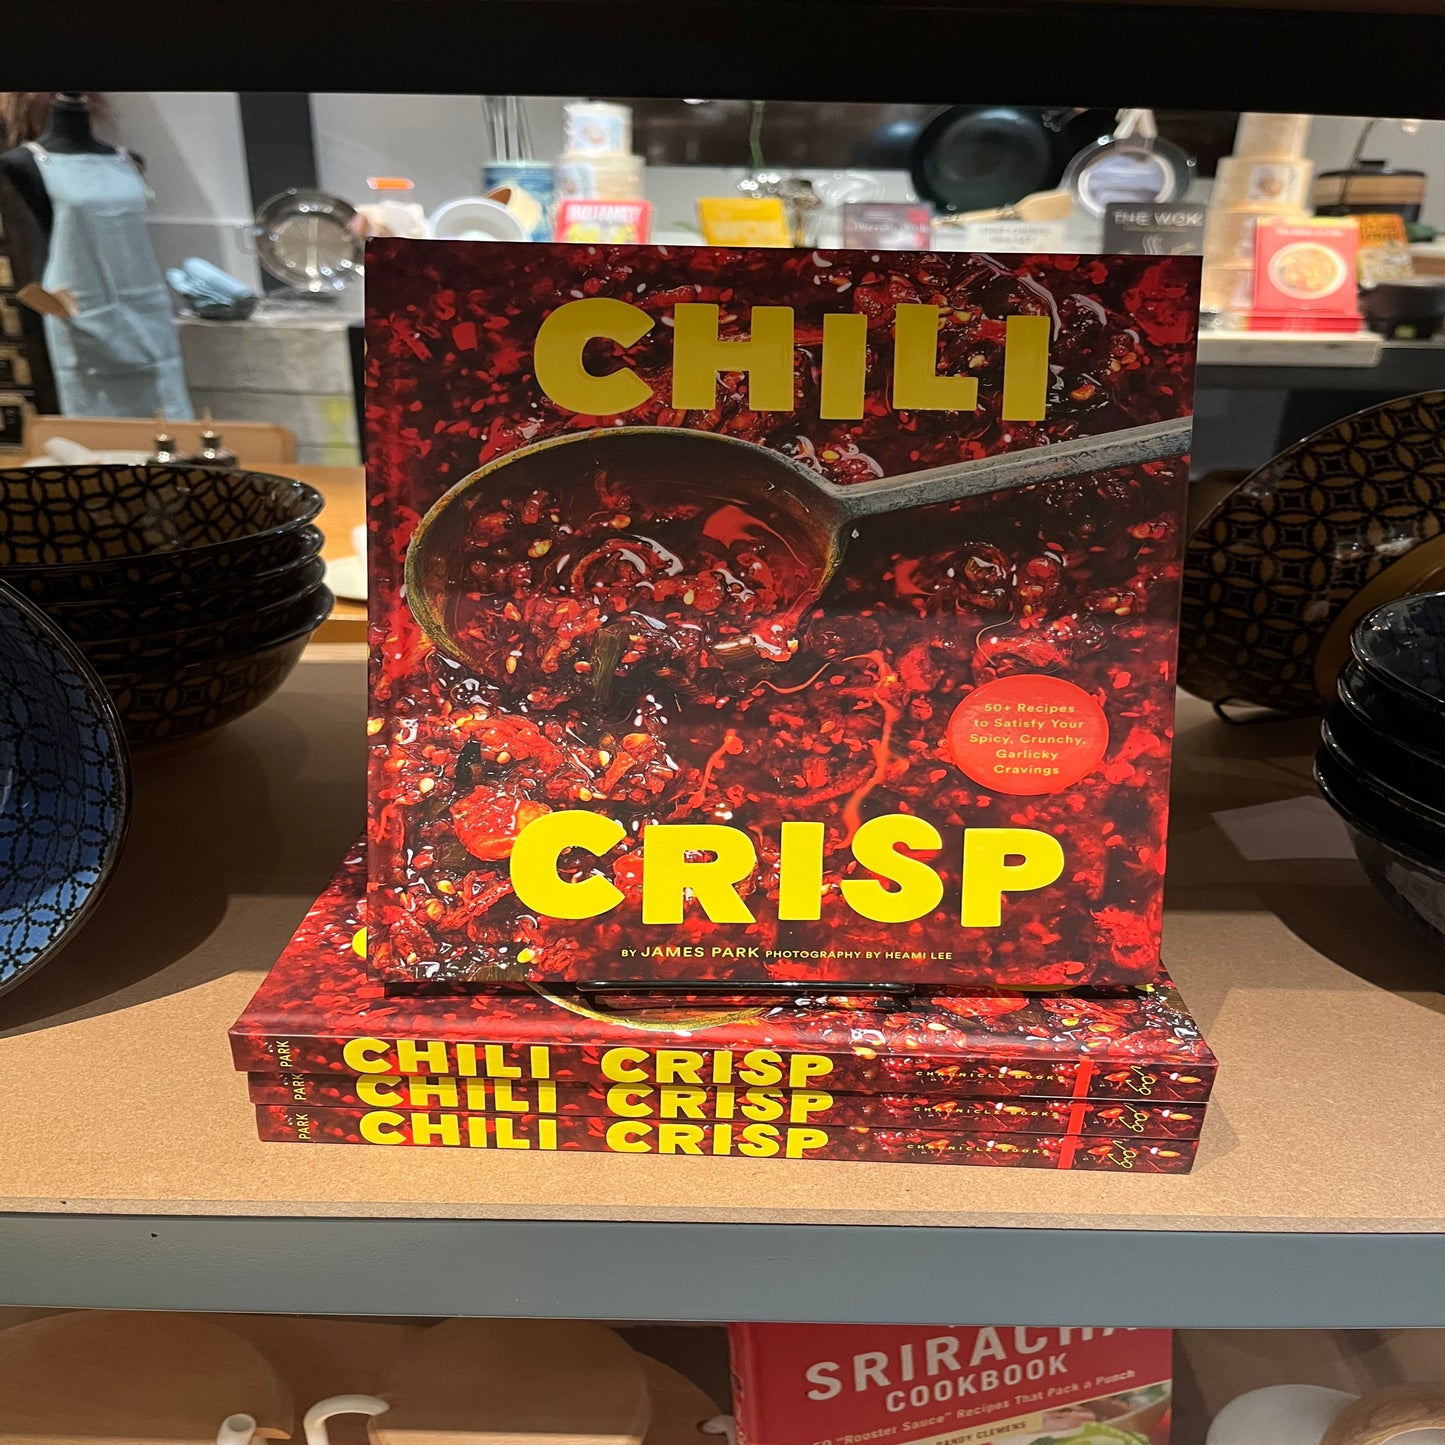 THE WOK
CHILI
50+ Recipes
to Satisfy Your
Spicy, Crunchy,
Garlicky
Cravings
CRISP
BY JAMES PARK PHOTOGRAPHY BY HEAMI LEE
PARK CHILI CRISP CHRONICLE BOOKS
PARK CHILI CRISP CHRONICLE BOOKS
PARK CHILI CRISP CHRONICLE BOOKS
SRIRACHA
COOKBOOK
"Rooster Sauce" Recipes That Pack a Punch
RANDY CLEMENS